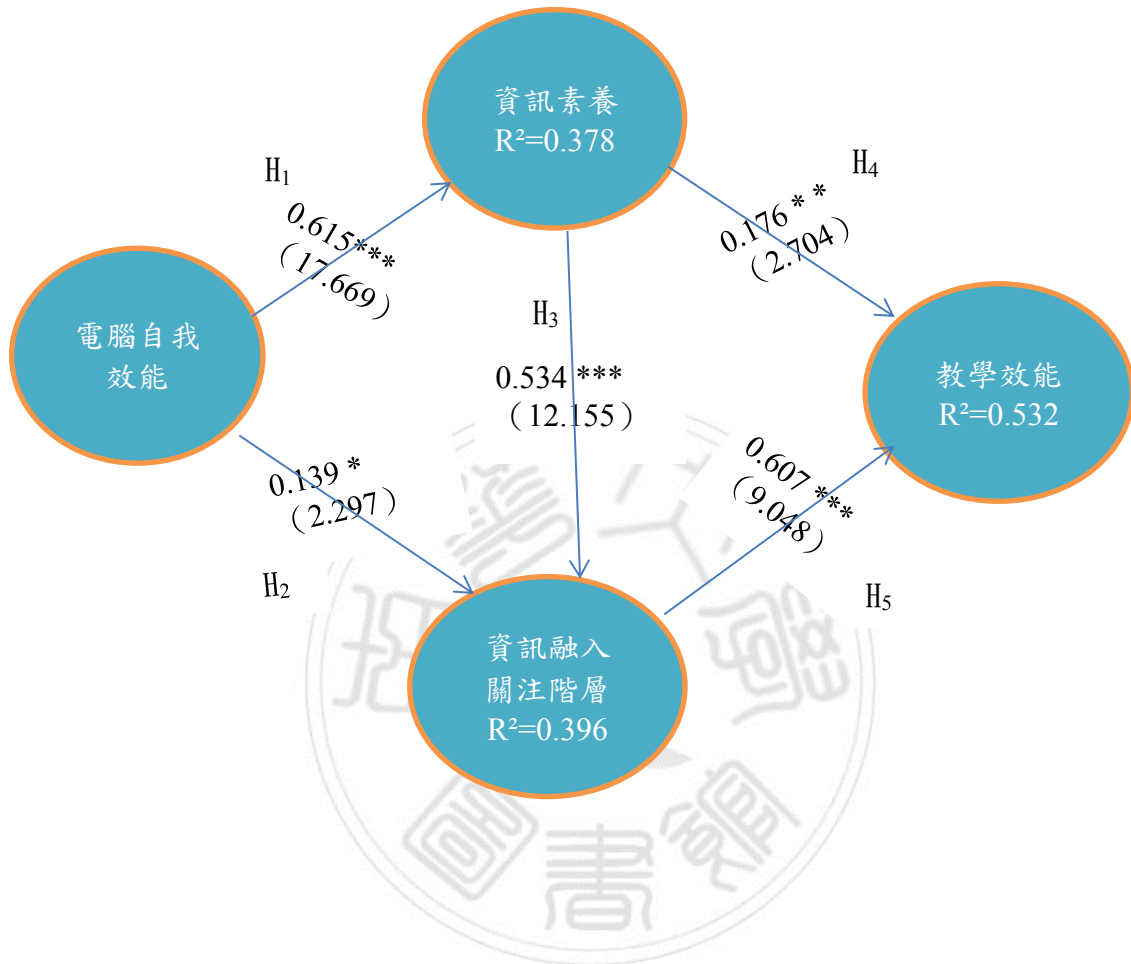 資訊素養
R²=0.378
H₁
H₄
0.615***
(17.669)
0.176 * *
(2.704)
電腦自我
效能
H₃
0.534 ***
(12.155)
教學效能
R²=0.532
0.139 *
(2.297)
0.607 ***
(9.048)
H₂
H₅
資訊融入
關注階層
R²=0.396
書